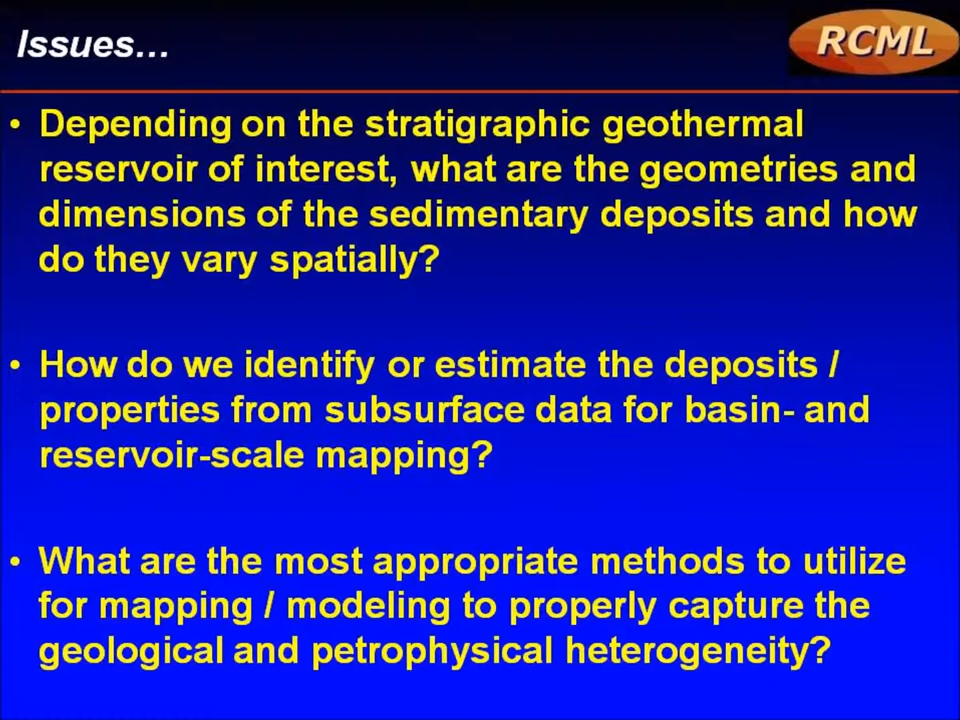 Issues…
RCML
• Depending on the stratigraphic geothermal
reservoir of interest, what are the geometries and
dimensions of the sedimentary deposits and how
do they vary spatially?
• How do we identify or estimate the deposits /
properties from subsurface data for basin- and
reservoir-scale mapping?
• What are the most appropriate methods to utilize
for mapping / modeling to properly capture the
geological and petrophysical heterogeneity?